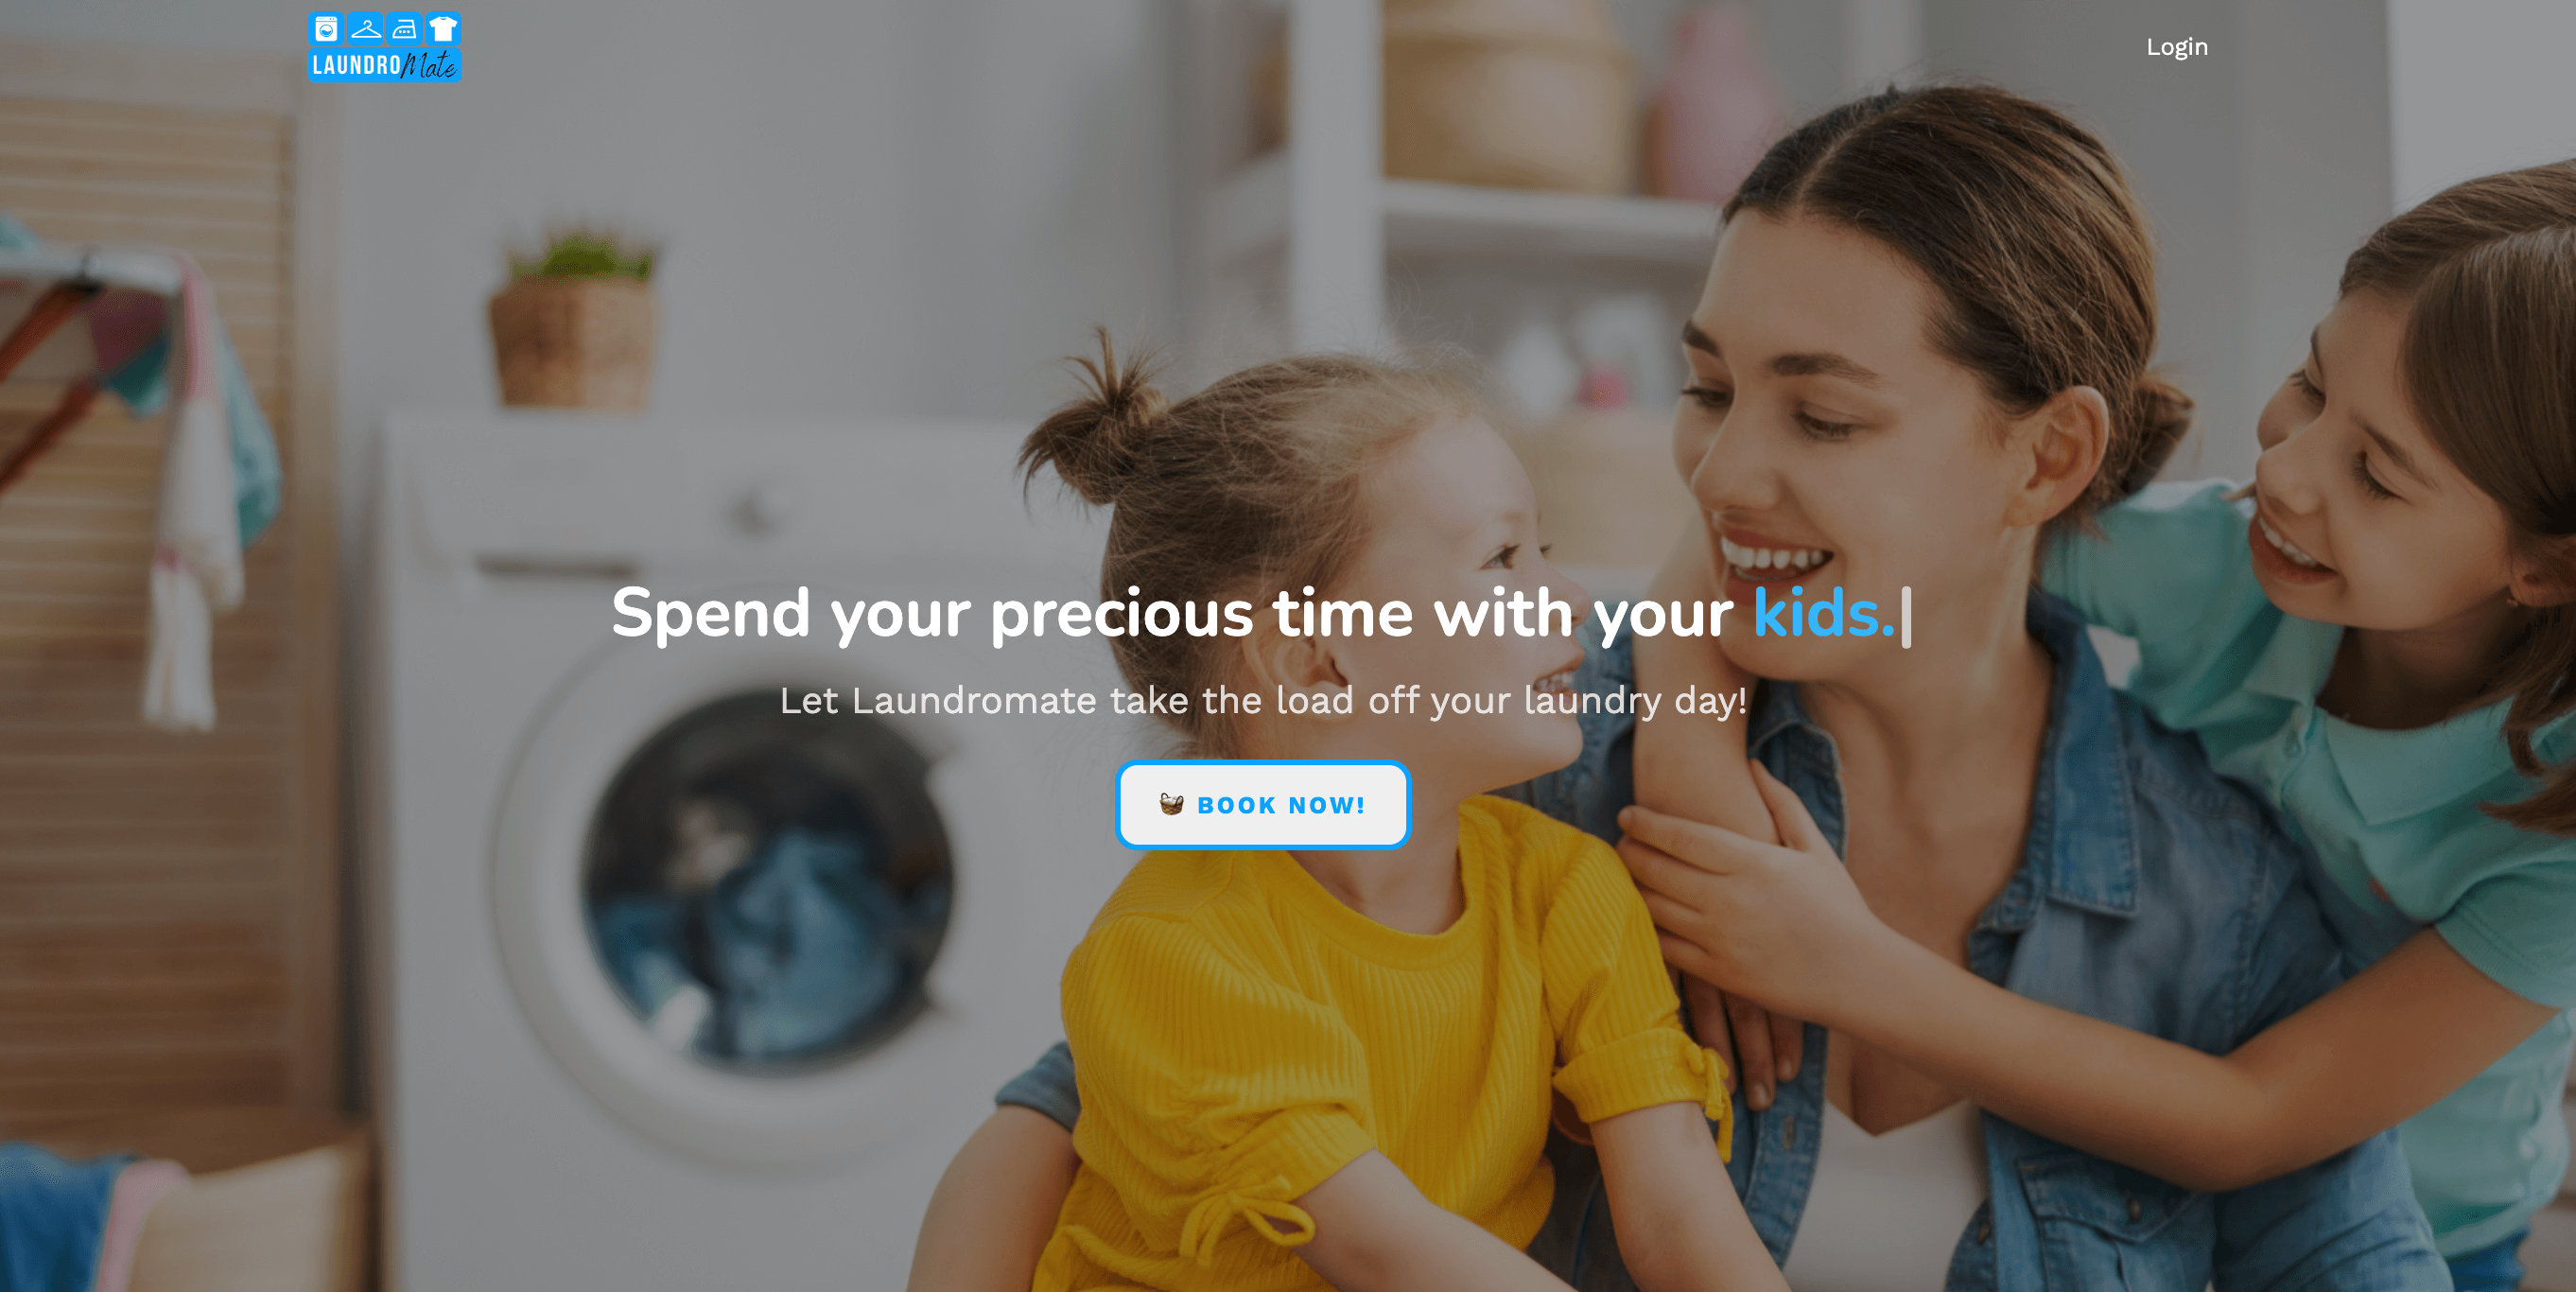 LAUNDROMate
Login
Spend your precious time with your kids.|
Let Laundromate take the load off your laundry day!
BOOK NOW!